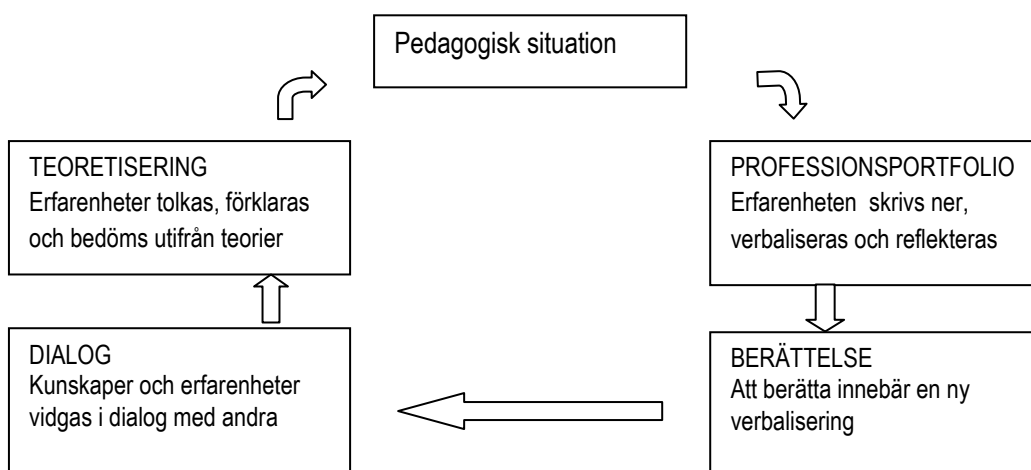 Pedagogisk situation
TEORETISERING
Erfarenheter tolkas, förklaras
och bedöms utifrån teorier
PROFESSIONSPORTFOLIO
Erfarenheten  skrivs ner,
verbaliseras och reflekteras
DIALOG
Kunskaper och erfarenheter
vidgas i dialog med andra
BERÄTTELSE
Att berätta innebär en ny
verbalisering